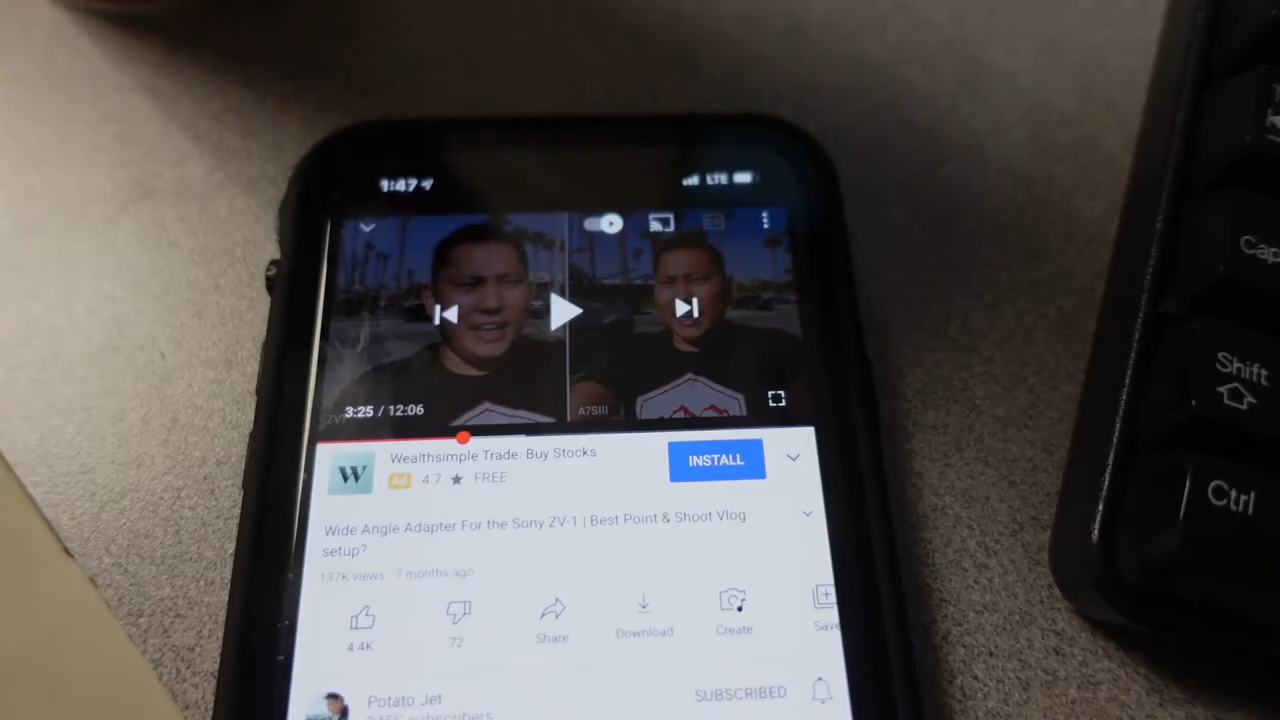 1:47
LTE
3:25 / 12:06
A7SIII
W
Wealthsimple Trade: Buy Stocks
Ad 4.7 ★ FREE
INSTALL
Wide Angle Adapter For the Sony ZV-1 | Best Point & Shoot Vlog
setup?
137K views · 7 months ago
4.4K
72
Share
Download
Create
Save
Potato Jet
SUBSCRIBED
subscribers
Cap
Shift
Ctrl